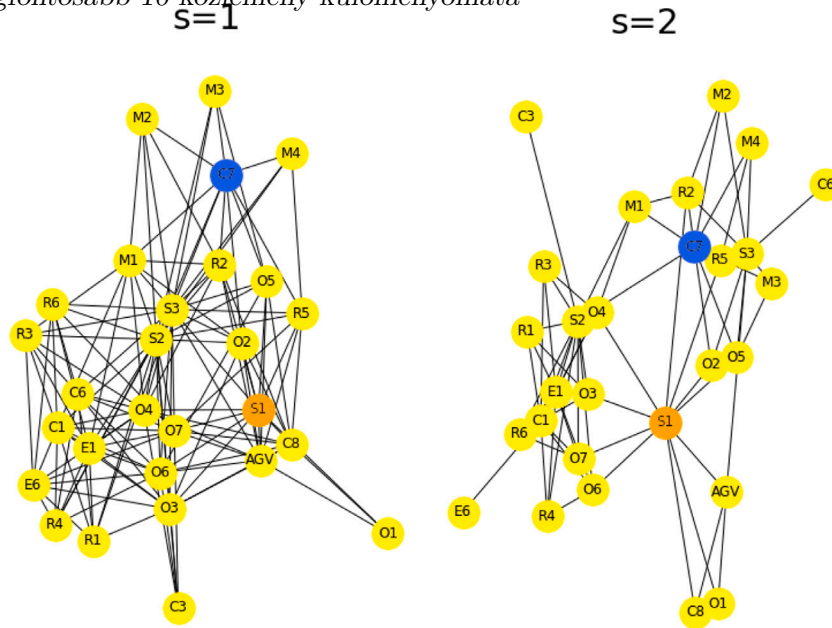 10 közlemény
s=1
M3
M2
M4
C7
M1
R2
O5
R6
S3
R5
R3
S2
O2
C6
O4
S1
C1
O7
E1
C8
AGV
O6
E6
O3
R4
O1
R1
C3
s=2
M2
C3
M4
C6
R2
M1
C7
S3
R5
R3
M3
O4
S2
R1
O5
O2
E1
O3
C1
S1
R6
O7
O6
AGV
E6
R4
O1
C8